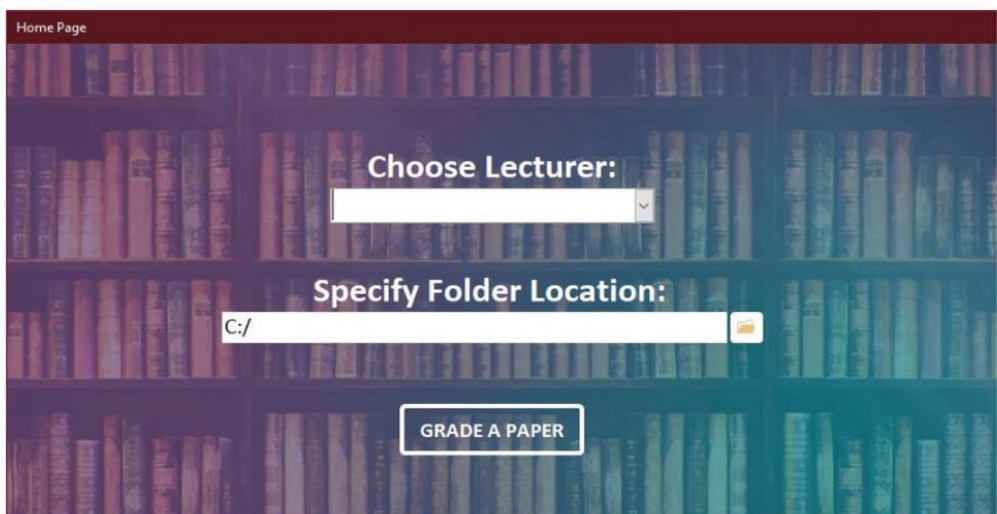 Home Page
Choose Lecturer:
Specify Folder Location:
C:/
GRADE A PAPER